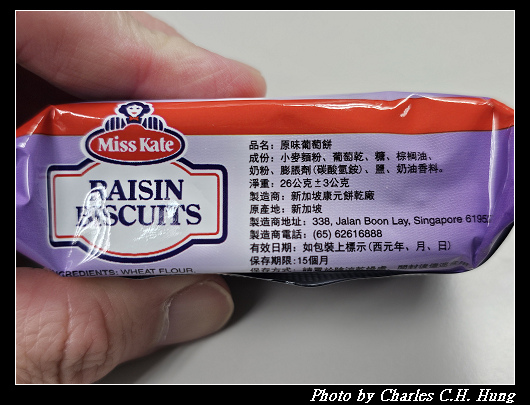 Miss Kate
RAISIN
BISCUITS
INGREDIENTS: WHEAT FLOUR,
品名: 原味葡萄餅
成份: 小麥麵粉、葡萄乾、糖、棕櫚油、
奶粉、膨脹劑(碳酸氫銨)、鹽、奶油香料。
淨重: 26公克±3公克
製造商: 新加坡康元餅乾廠
原產地: 新加坡
製造商地址: 338, Jalan Boon Lay, Singapore 6195
製造商電話: (65) 62616888
有效日期: 如包裝上標示(西元年、月、日)
保存期限:15個月
保存方式:
Photo by Charles C.H. Hung